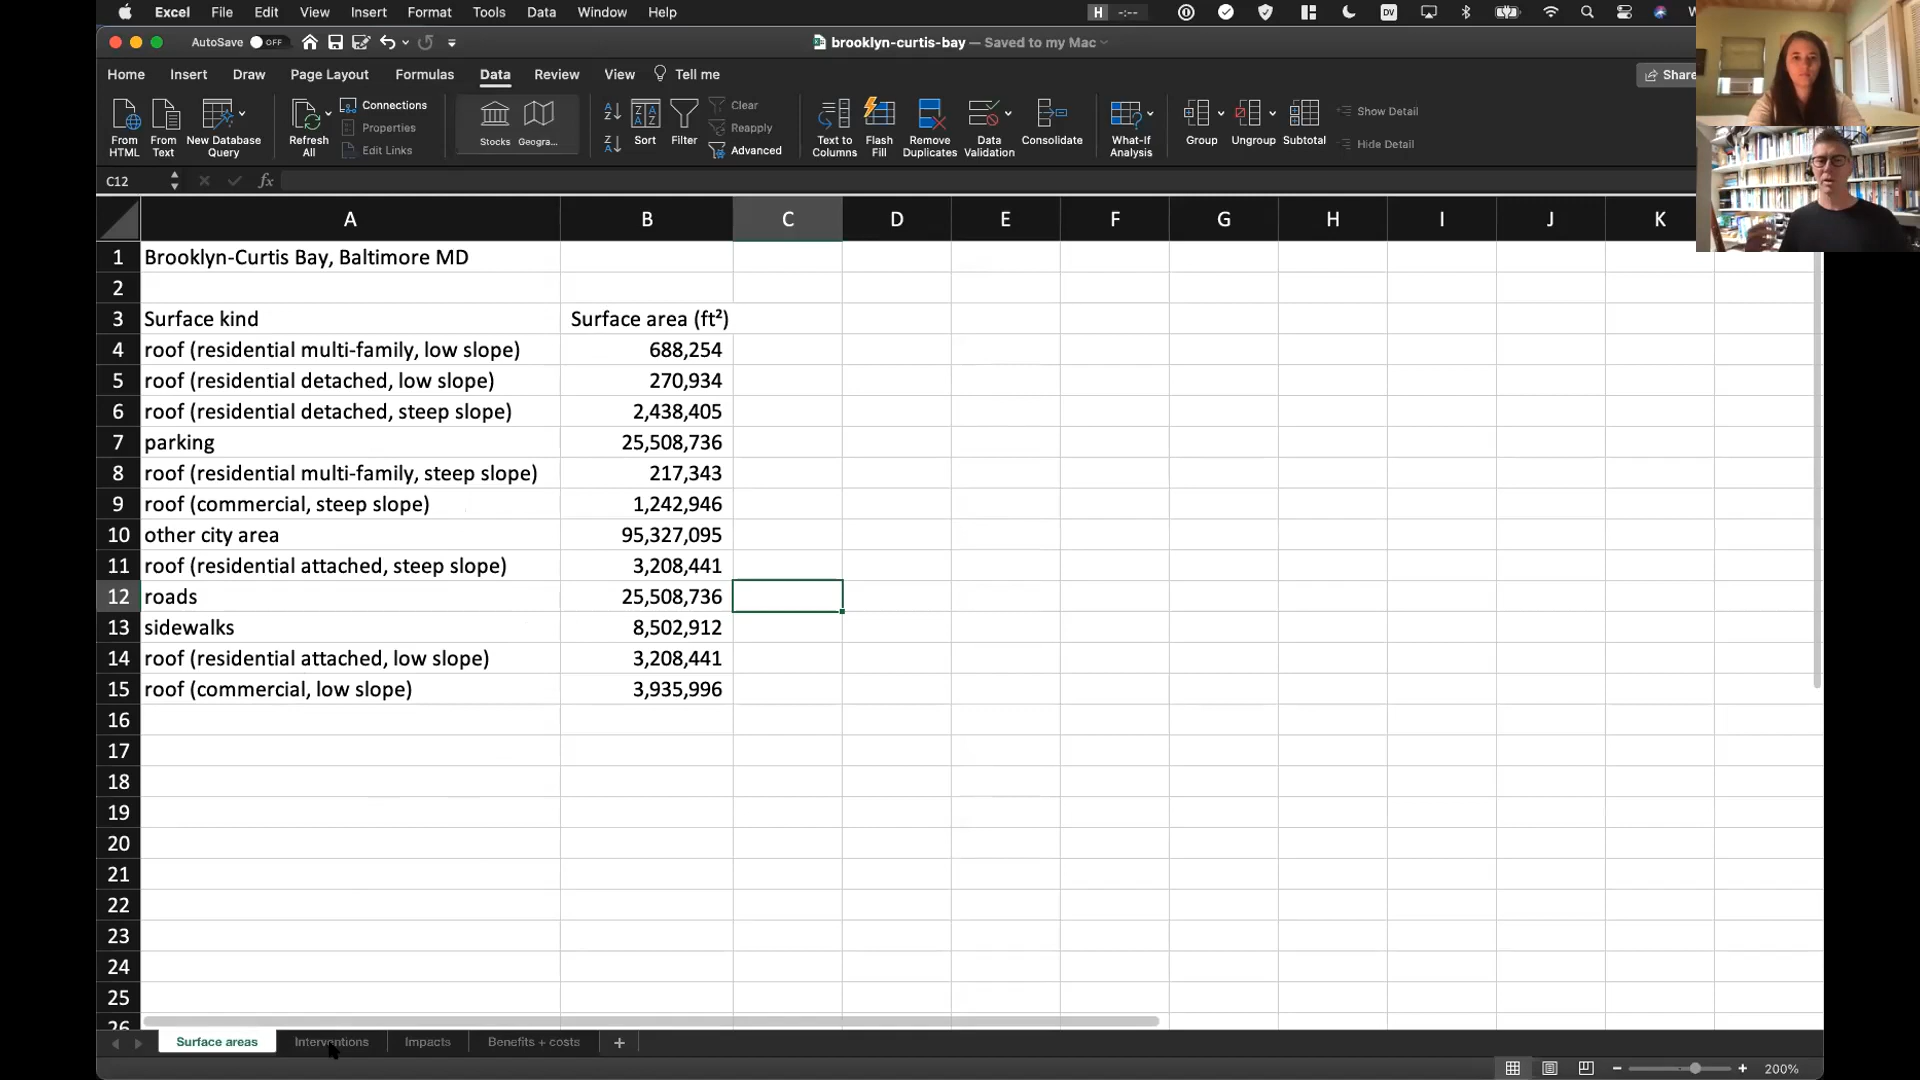 Excel File Edit View Insert Format Tools Data Window Help H -:-- DV
AutoSave OFF brooklyn-curtis-bay — Saved to my Mac
Home Insert Draw Page Layout Formulas Data Review View Tell me Share
From HTML From Text New Database Query Refresh All Connections Properties Edit Links Stocks Geogra... Sort Filter Clear Reapply Advanced Text to Columns Flash Fill Remove Duplicates Data Validation Consolidate What-If Analysis Group Ungroup Subtotal Show Detail Hide Detail
C12 fx
A B C D E F G H I J K
1 Brooklyn-Curtis Bay, Baltimore MD
2
3 Surface kind Surface area (ft²)
4 roof (residential multi-family, low slope) 688,254
5 roof (residential detached, low slope) 270,934
6 roof (residential detached, steep slope) 2,438,405
7 parking 25,508,736
8 roof (residential multi-family, steep slope) 217,343
9 roof (commercial, steep slope) 1,242,946
10 other city area 95,327,095
11 roof (residential attached, steep slope) 3,208,441
12 roads 25,508,736
13 sidewalks 8,502,912
14 roof (residential attached, low slope) 3,208,441
15 roof (commercial, low slope) 3,935,996
16
17
18
19
20
21
22
23
24
25
26
Surface areas Interventions Impacts Benefits + costs +
200%